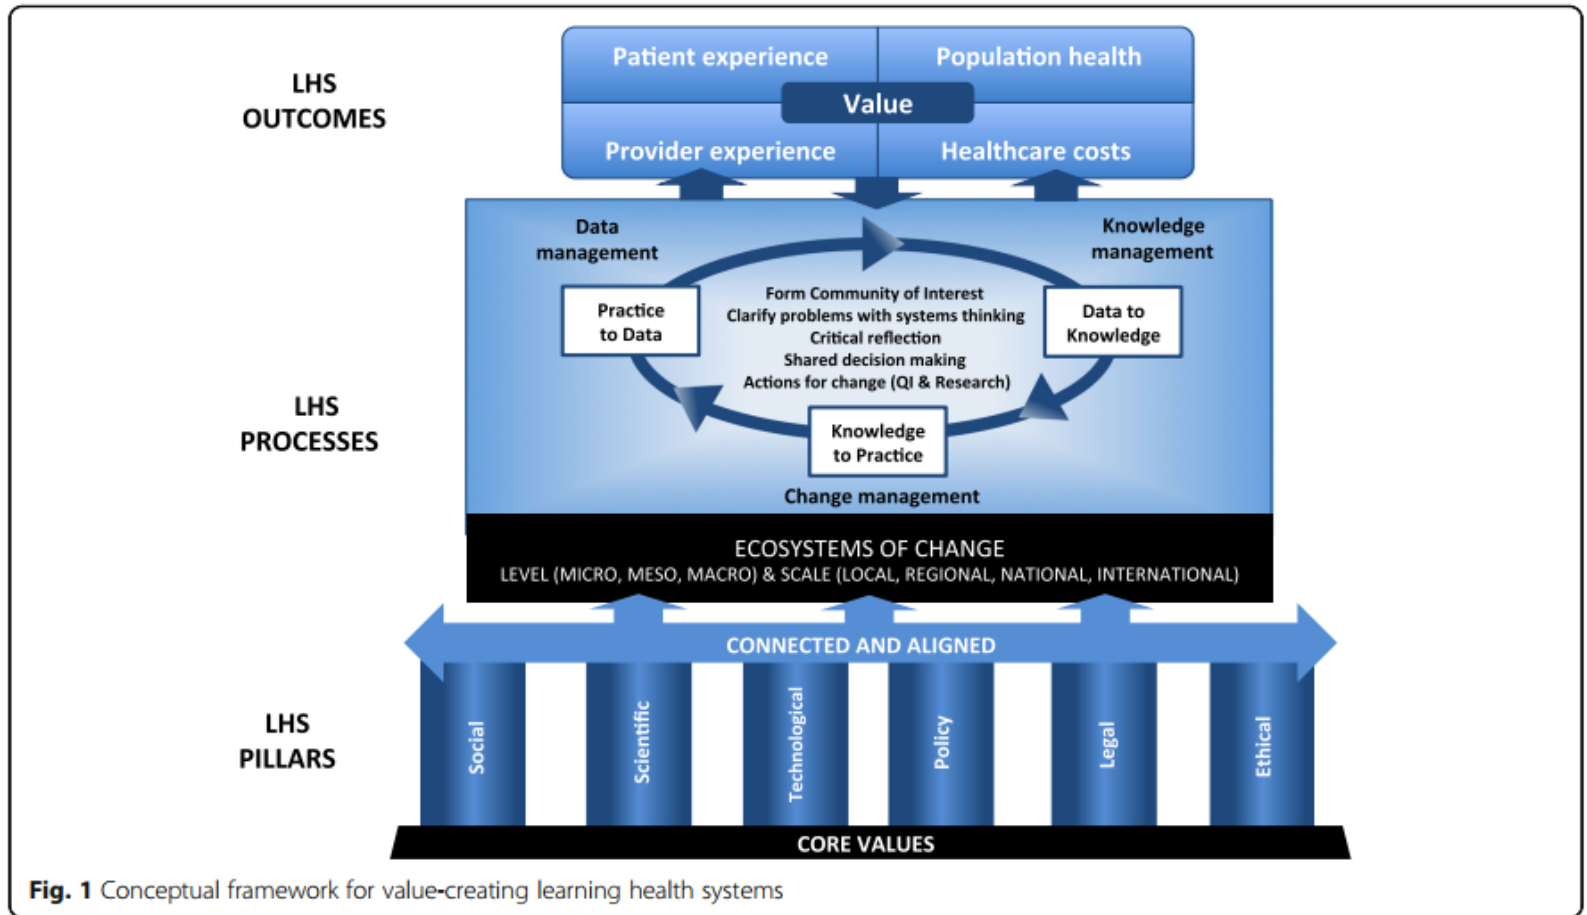 LHS
OUTCOMES
Patient experience
Population health
Value
Provider experience
Healthcare costs
LHS
PROCESSES
Data
management
Knowledge
management
Practice
to Data
Form Community of Interest
Clarify problems with systems thinking
Critical reflection
Shared decision making
Actions for change (QI & Research)
Data to
Knowledge
Knowledge
to Practice
Change management
ECOSYSTEMS OF CHANGE
LEVEL (MICRO, MESO, MACRO) & SCALE (LOCAL, REGIONAL, NATIONAL, INTERNATIONAL)
CONNECTED AND ALIGNED
LHS
PILLARS
Social
Scientific
Technological
Policy
Legal
Ethical
CORE VALUES
Fig. 1 Conceptual framework for value-creating learning health systems